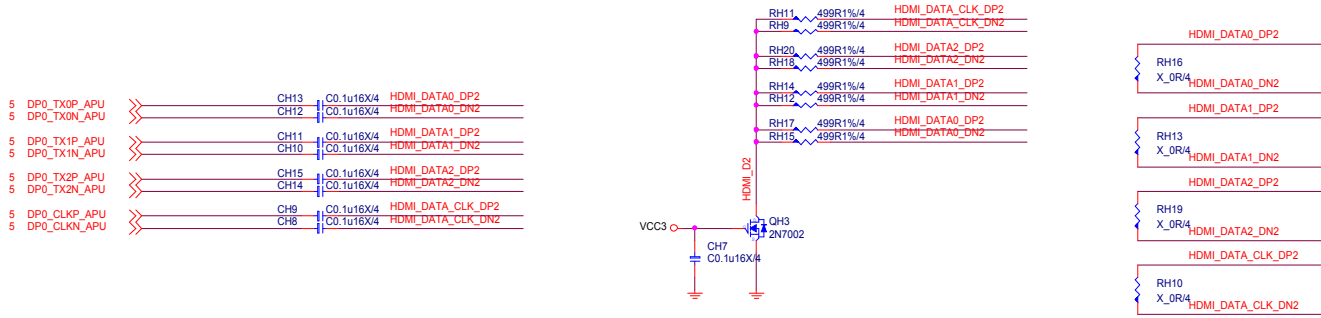 5 DP0_TX0P_APU CH13 C0.1u16X/4 HDMI_DATA0_DP2
5 DP0_TX0N_APU CH12 C0.1u16X/4 HDMI_DATA0_DN2
5 DP0_TX1P_APU CH11 C0.1u16X/4 HDMI_DATA1_DP2
5 DP0_TX1N_APU CH10 C0.1u16X/4 HDMI_DATA1_DN2
5 DP0_TX2P_APU CH15 C0.1u16X/4 HDMI_DATA2_DP2
5 DP0_TX2N_APU CH14 C0.1u16X/4 HDMI_DATA2_DN2
5 DP0_CLKP_APU CH9 C0.1u16X/4 HDMI_DATA_CLK_DP2
5 DP0_CLKN_APU CH8 C0.1u16X/4 HDMI_DATA_CLK_DN2
RH11 499R1%/4 HDMI_DATA_CLK_DP2
RH9 499R1%/4 HDMI_DATA_CLK_DN2
RH20 499R1%/4 HDMI_DATA2_DP2
RH18 499R1%/4 HDMI_DATA2_DN2
RH14 499R1%/4 HDMI_DATA1_DP2
RH12 499R1%/4 HDMI_DATA1_DN2
RH17 499R1%/4 HDMI_DATA0_DP2
RH15 499R1%/4 HDMI_DATA0_DN2
HDMI_D2
VCC3
QH3
2N7002
CH7
C0.1u16X/4
HDMI_DATA0_DP2
RH16
X_0R/4
HDMI_DATA0_DN2
HDMI_DATA1_DP2
RH13
X_0R/4
HDMI_DATA1_DN2
HDMI_DATA2_DP2
RH19
X_0R/4
HDMI_DATA2_DN2
HDMI_DATA_CLK_DP2
RH10
X_0R/4
HDMI_DATA_CLK_DN2